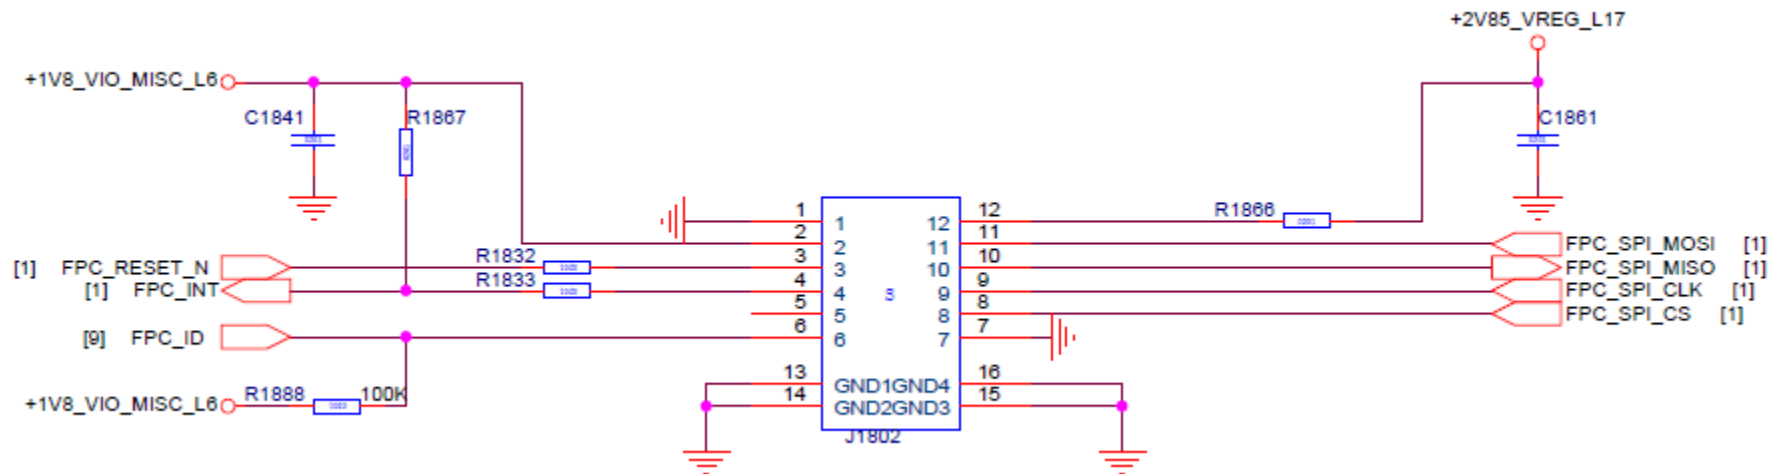 +2V85_VREG_L17
+1V8_VIO_MISC_L6
C1841
R1867
C1861
1
1
2
2
[1] FPC_RESET_N
R1832
3
3
[1] FPC_INT
R1833
4
4
5
5
[9] FPC_ID
6
6
+1V8_VIO_MISC_L6
R1888
100K
13
GND1GND4
16
14
GND2GND3
15
J1802
12
12
R1866
11
11
FPC_SPI_MOSI [1]
10
10
FPC_SPI_MISO [1]
9
9
FPC_SPI_CLK [1]
8
8
FPC_SPI_CS [1]
7
7